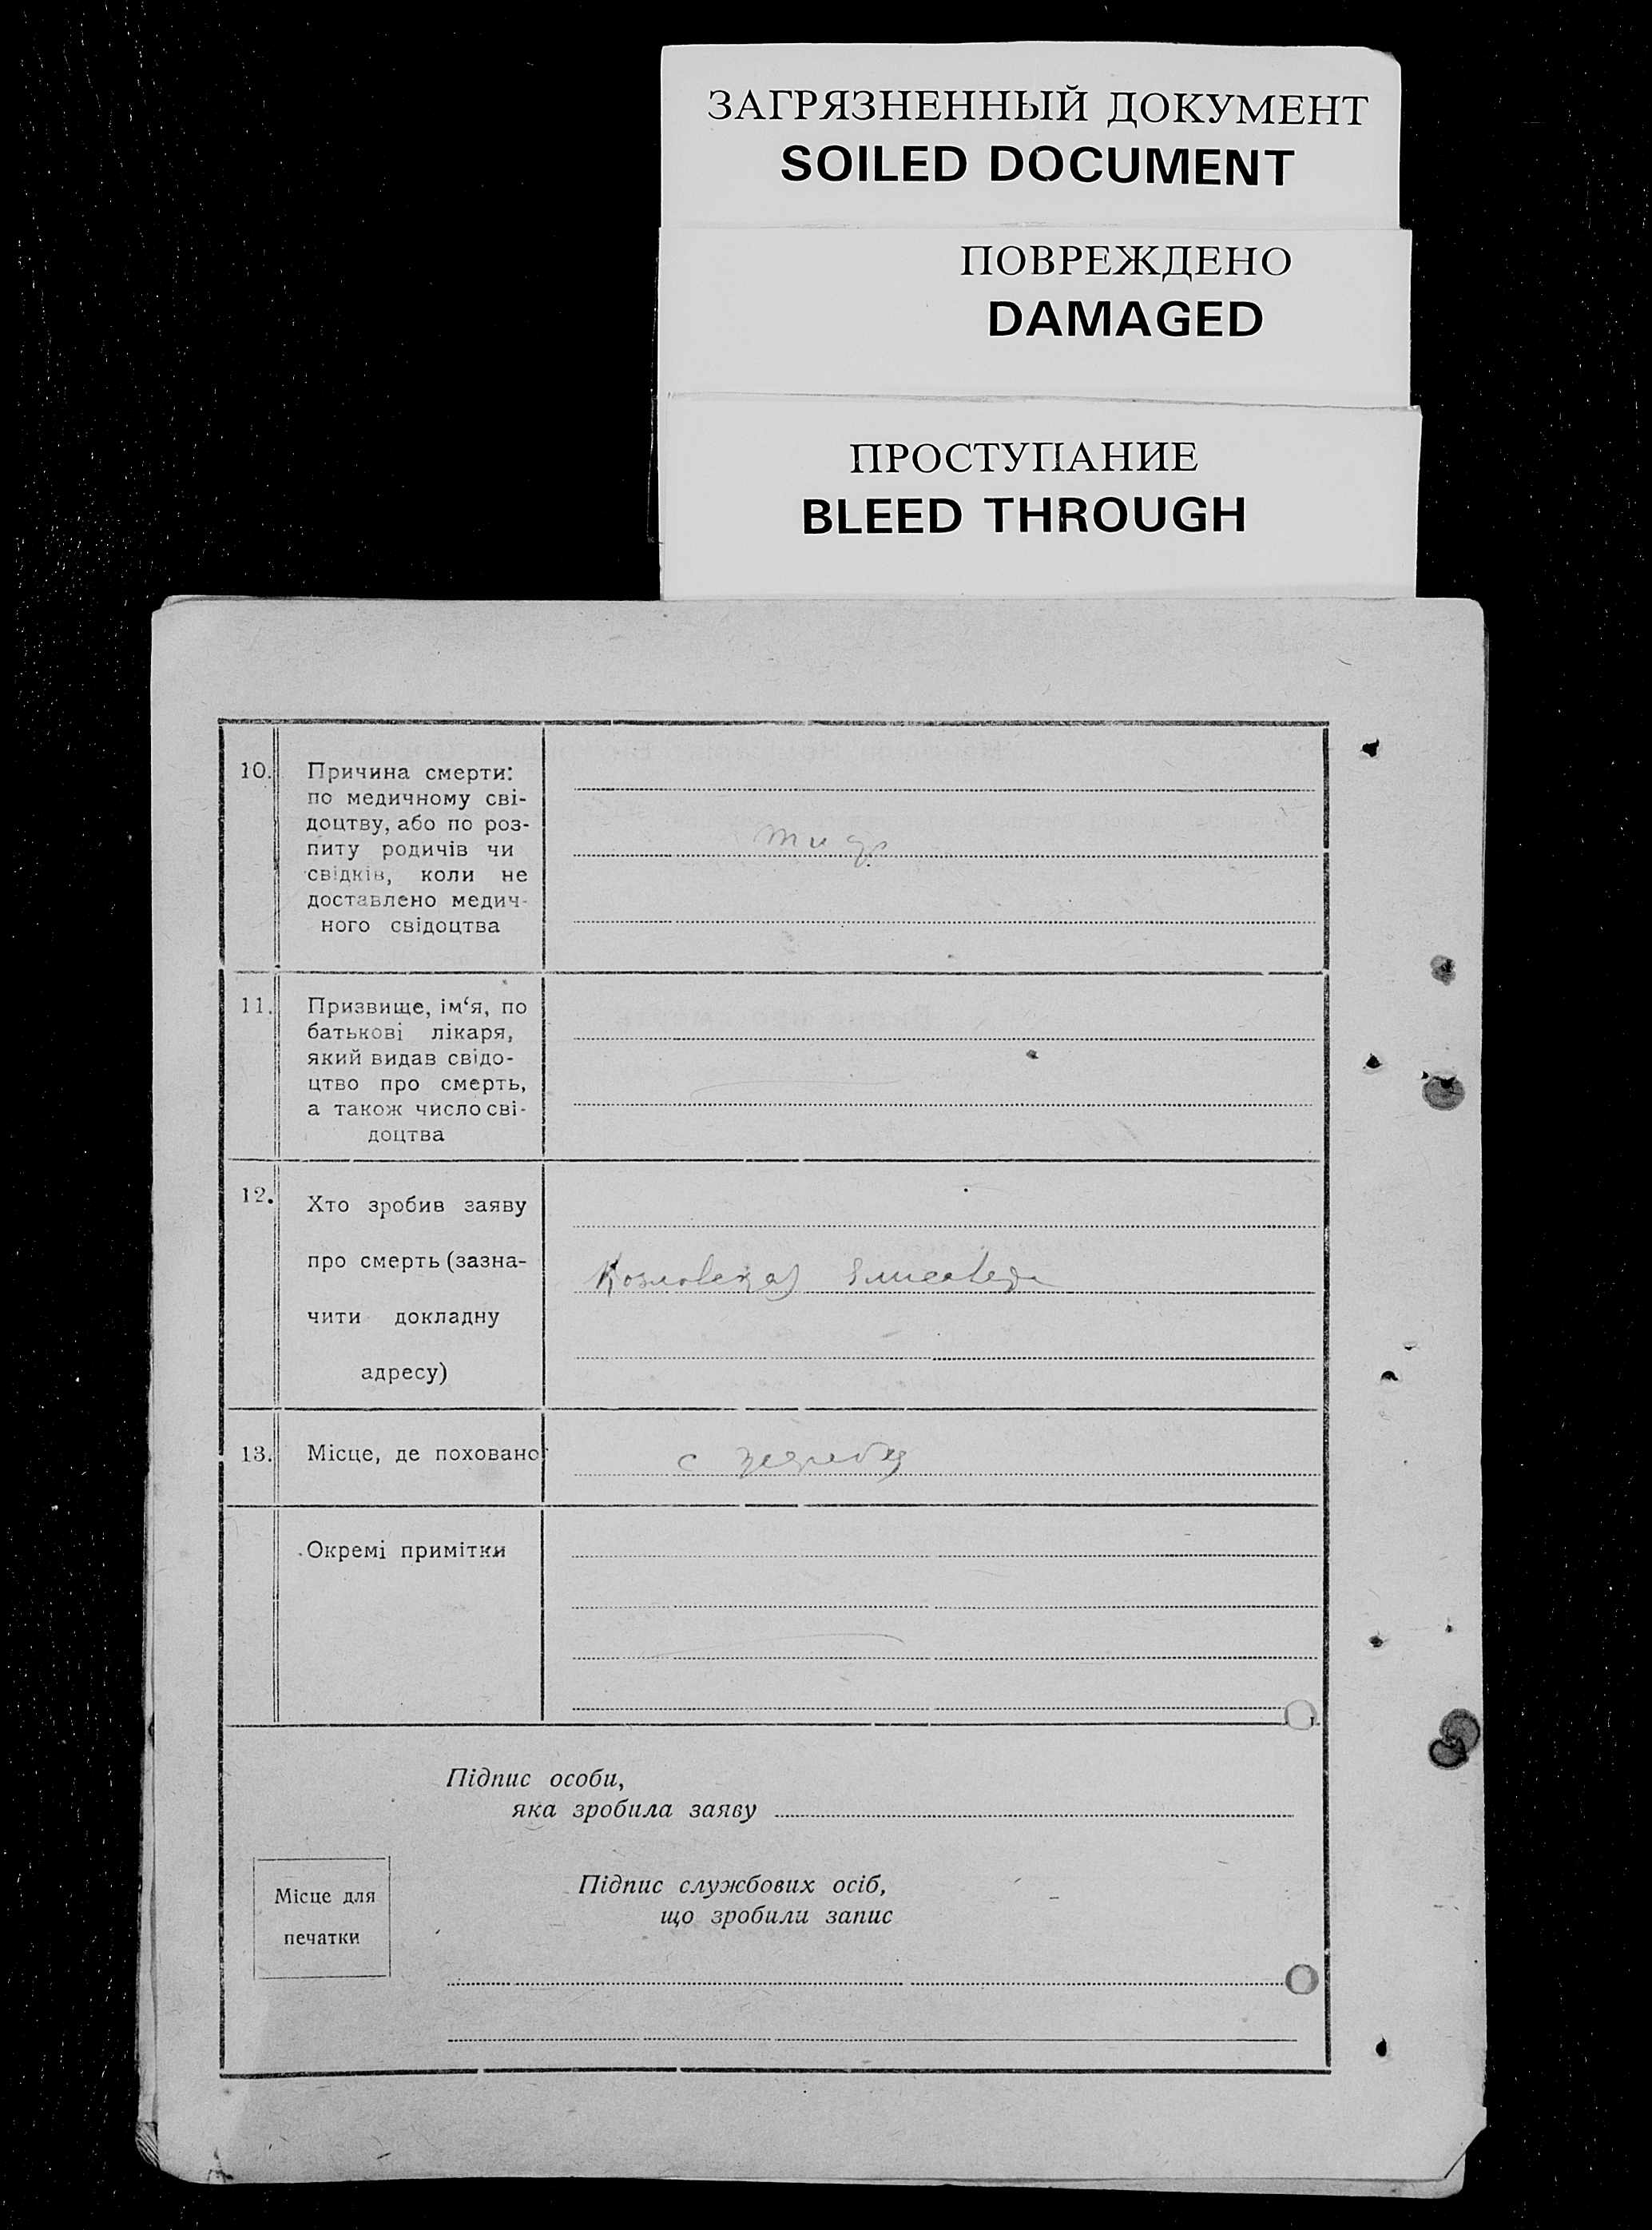 ЗАГРЯЗНЕННЫЙ ДОКУМЕНТ
SOILED DOCUMENT
ПОВРЕЖДЕНО
DAMAGED
ПРОСТУПАНИЕ
BLEED THROUGH
10.
Причина смерти:
по медичному сві-
доцтву, або по роз-
питу родичів чи
свідків, коли не
доставлено медич-
ного свідоцтва
тиф
11.
Призвище, ім‘я, по
батькові лікаря,
який видав свідо-
цтво про смерть,
а також число сві-
доцтва
12.
Хто зробив заяву
про смерть (зазна-
чити докладну
адресу)
Козловская
13.
Місце, де поховано
с
Окремі примітки
Підпис особи,
яка зробила заяву
Місце для
печатки
Підпис службових осіб,
що зробили запис